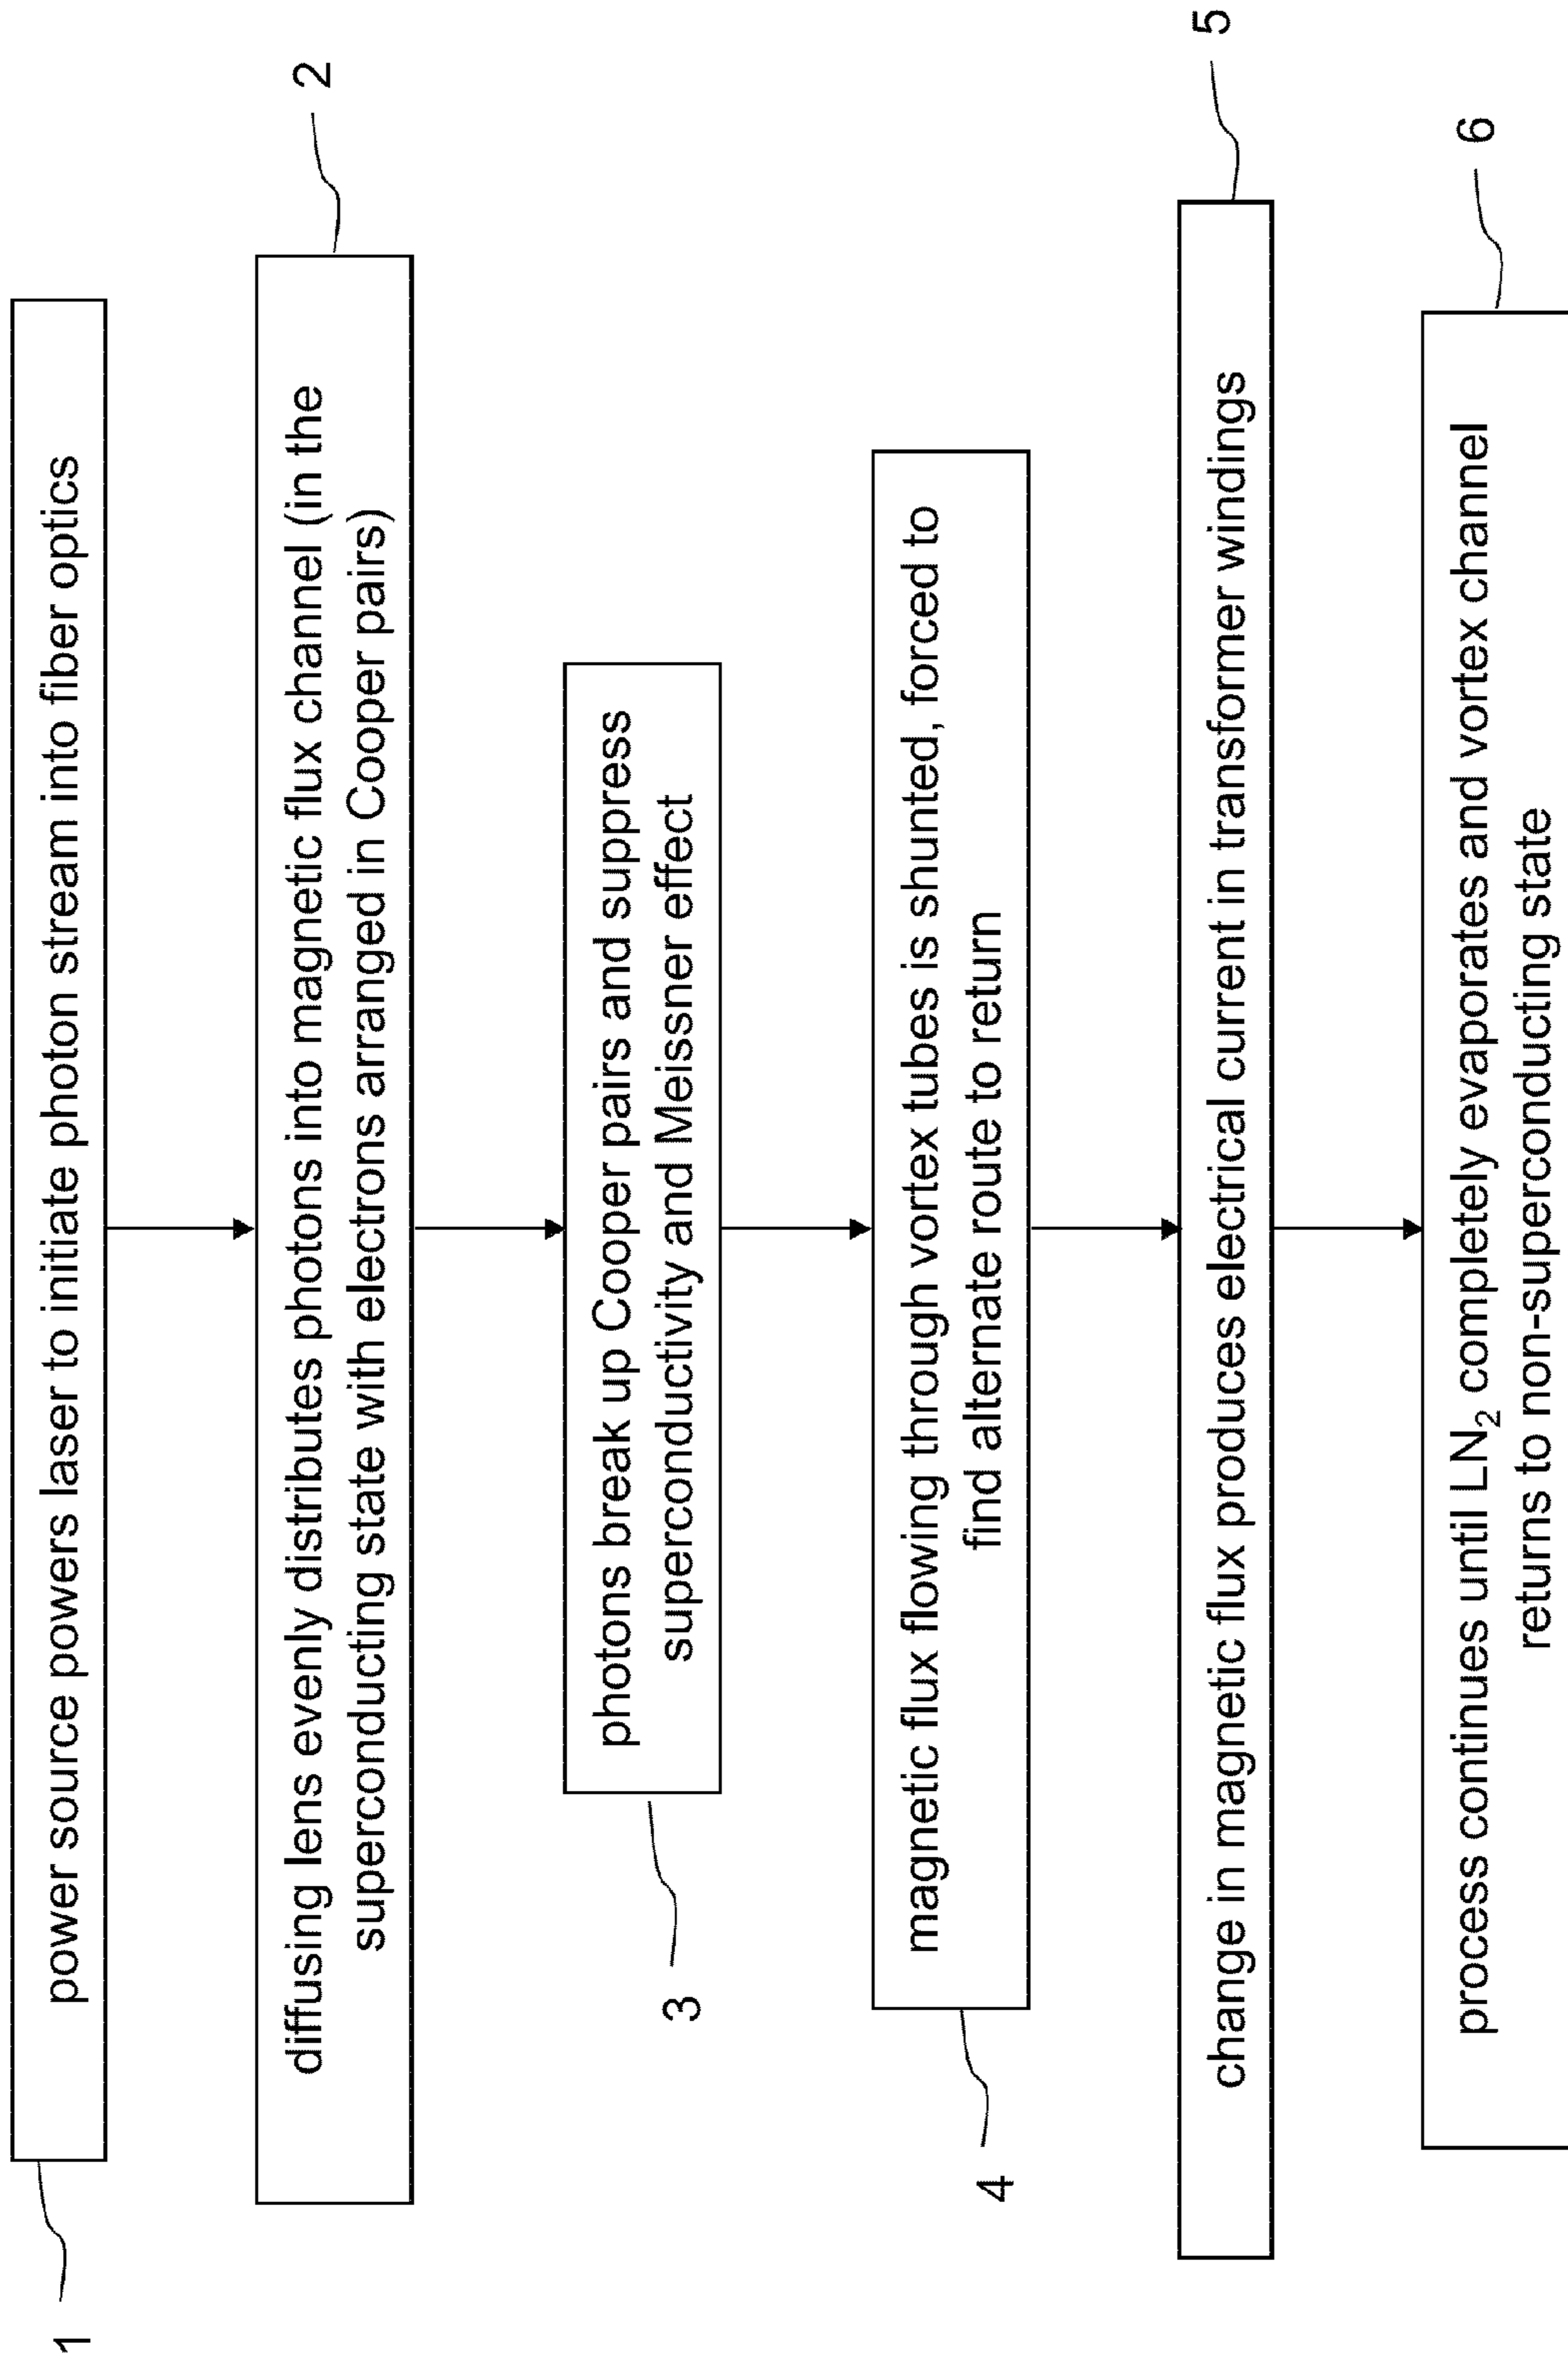 1
power source powers laser to initiate photon stream into fiber optics
2
diffusing lens evenly distributes photons into magnetic flux channel (in the
superconducting state with electrons arranged in Cooper pairs)
3
photons break up Cooper pairs and suppress
superconductivity and Meissner effect
4
magnetic flux flowing through vortex tubes is shunted, forced to
find alternate route to return
5
change in magnetic flux produces electrical current in transformer windings
6
process continues until LN₂ completely evaporates and vortex channel
returns to non-superconducting state